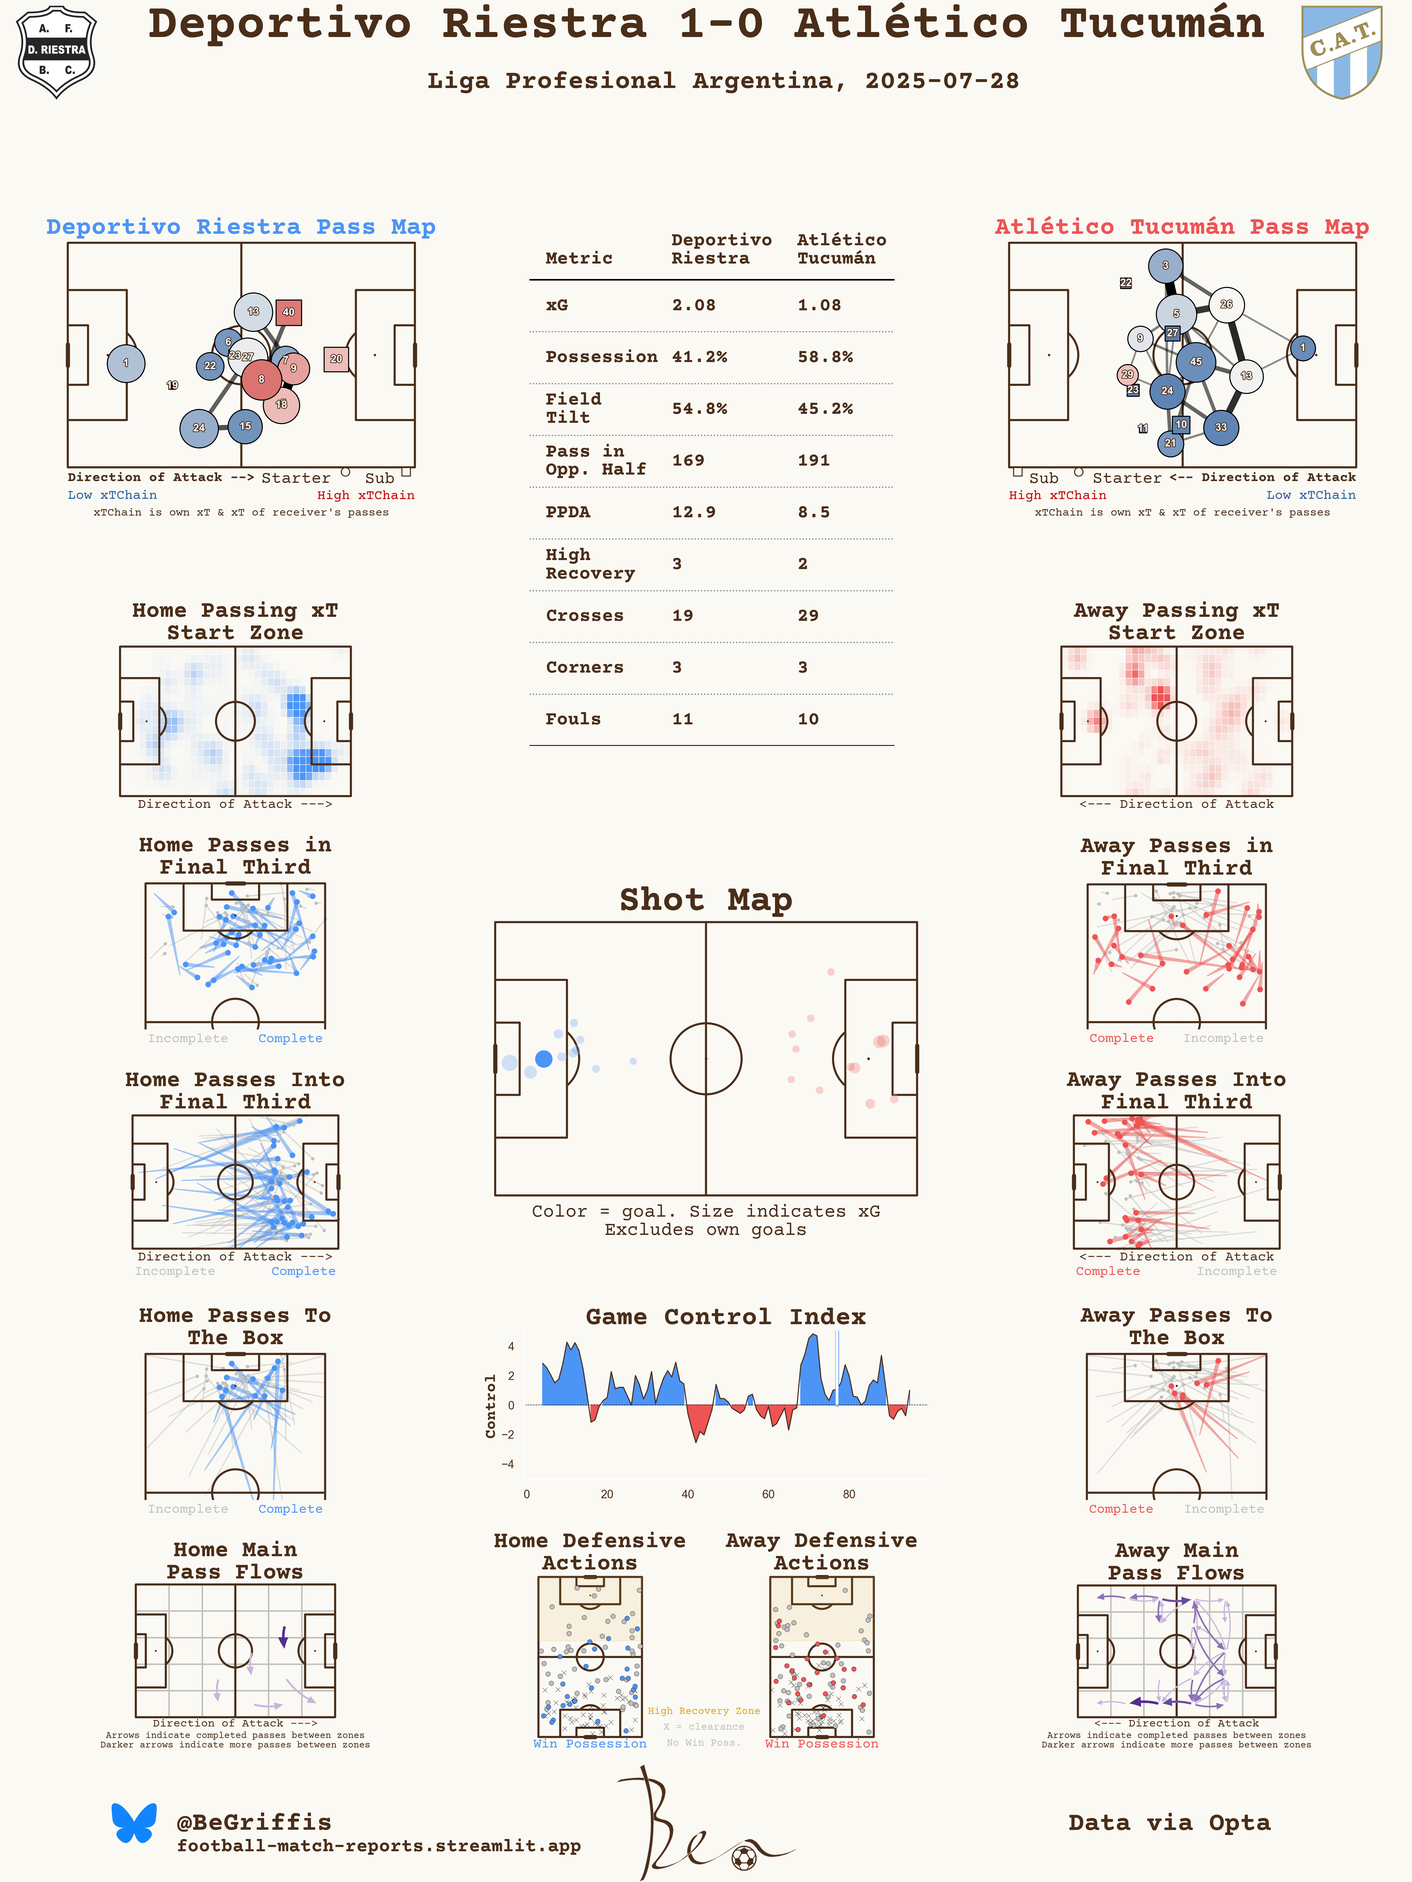 Deportivo Riestra 1-0 Atlético Tucumán
Liga Profesional Argentina, 2025-07-28
A. F.
D. RIESTRA
B. C.
C.A.T.
Deportivo Riestra Pass Map
13
40
6
23
27
22
7
9
20
1
8
19
18
24
15
Direction of Attack --> Starter Sub
Low xTChain High xTChain
xTChain is own xT & xT of receiver's passes
Metric Deportivo Riestra Atlético Tucumán
xG 2.08 1.08
Possession 41.2% 58.8%
Field Tilt 54.8% 45.2%
Pass in Opp. Half 169 191
PPDA 12.9 8.5
High Recovery 3 2
Crosses 19 29
Corners 3 3
Fouls 11 10
Atlético Tucumán Pass Map
3
22
26
5
27
9
1
45
29
13
23
24
10
11
33
21
Sub Starter <-- Direction of Attack
High xTChain Low xTChain
xTChain is own xT & xT of receiver's passes
Home Passing xT
Start Zone
Direction of Attack --->
Away Passing xT
Start Zone
<--- Direction of Attack
Home Passes in
Final Third
Incomplete Complete
Away Passes in
Final Third
Complete Incomplete
Shot Map
Color = goal. Size indicates xG
Excludes own goals
Home Passes Into
Final Third
Direction of Attack --->
Incomplete Complete
Away Passes Into
Final Third
<--- Direction of Attack
Complete Incomplete
Home Passes To
The Box
Incomplete Complete
Game Control Index
Control
4
2
0
−2
−4
0 20 40 60 80
Away Passes To
The Box
Complete Incomplete
Home Main
Pass Flows
Direction of Attack --->
Arrows indicate completed passes between zones
Darker arrows indicate more passes between zones
Home Defensive
Actions
Win Possession
High Recovery Zone
X = clearance
No Win Poss.
Away Defensive
Actions
Win Possession
Away Main
Pass Flows
<--- Direction of Attack
Arrows indicate completed passes between zones
Darker arrows indicate more passes between zones
@BeGriffis
football-match-reports.streamlit.app
Ben
Data via Opta